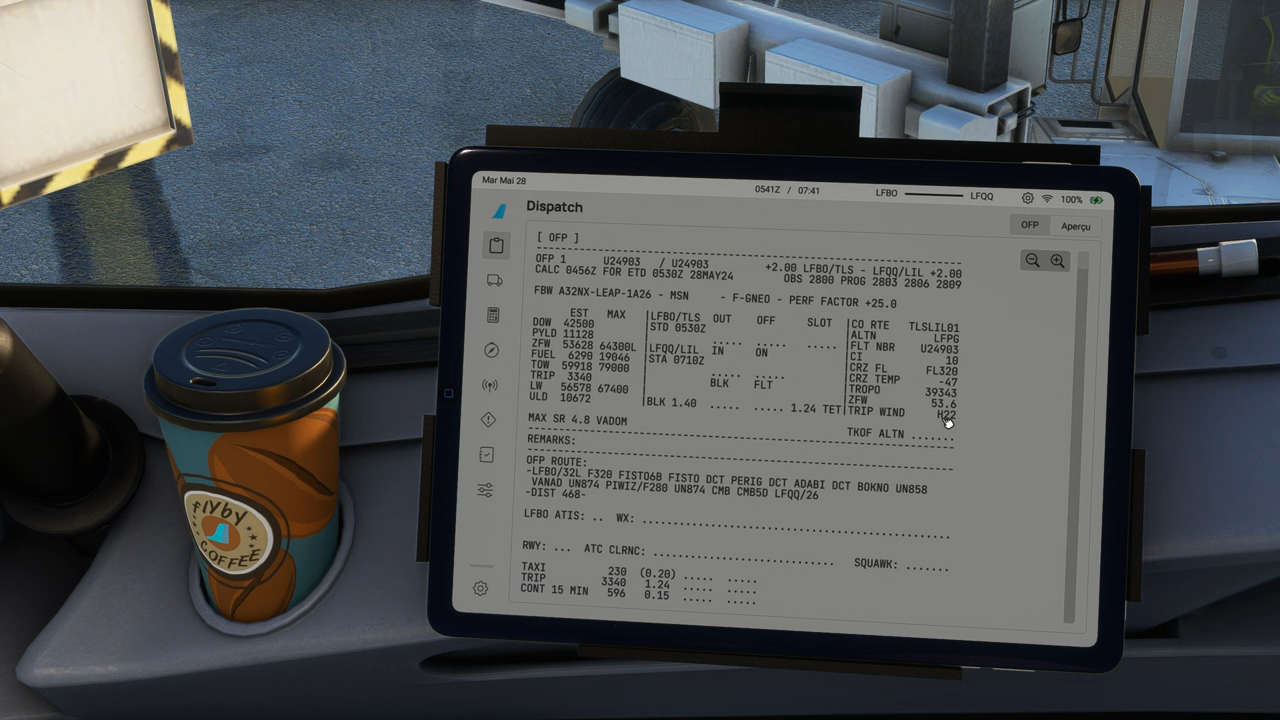 Mar Mai 28
0541Z / 07:41
LFBO LFQQ
100%
Dispatch
OFP Aperçu
[ OFP ]
OFP 1 U24903 / U24903 +2.00 LFBO/TLS - LFQQ/LIL +2.00
CALC 0456Z FOR ETD 0530Z 28MAY24 OBS 2800 PROG 2803 2806 2809
FBW A32NX-LEAP-1A26 - MSN - F-GNEO - PERF FACTOR +25.0
EST MAX
DOW 42500
PYLD 11128
ZFW 53628 64300L
FUEL 6290 19046
TOW 59918 79000
TRIP 3340
LW 56578 67400
ULD 10672
LFBO/TLS OUT OFF SLOT
STD 0530Z
..... ..... .....
LFQQ/LIL IN ON
STA 0710Z
..... .....
BLK FLT
BLK 1.40 ..... ..... 1.24 TET
CO RTE TLSLIL01
ALTN LFPG
FLT NBR U24903
CI 10
CRZ FL FL320
CRZ TEMP -47
TROPO 39343
ZFW 53.6
TRIP WIND H22
MAX SR 4.8 VADOM
TKOF ALTN .......
REMARKS:
OFP ROUTE:
-LFBO/32L F320 FISTO6B FISTO DCT PERIG DCT ADABI DCT BOKNO UN858
VANAD UN874 PIWIZ/F280 UN874 CMB CMB5D LFQQ/26
-DIST 468-
LFBO ATIS: .. WX: ..................................................
RWY: ... ATC CLRNC: ............................. SQUAWK: .......
TAXI 230 (0.20) ..... .....
TRIP 3340 1.24 ..... .....
CONT 15 MIN 596 0.15 ..... .....
flyby
COFFEE